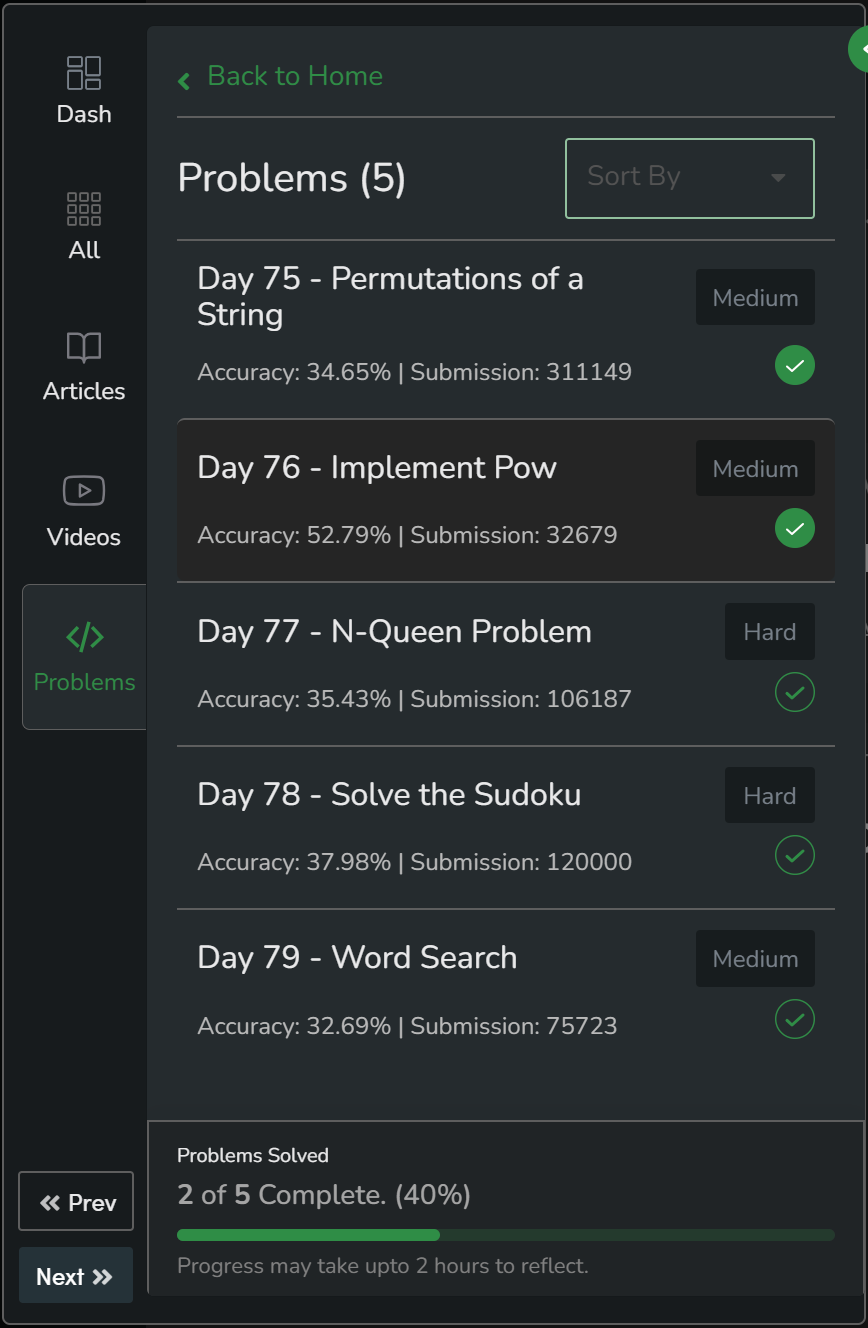 Dash
All
Articles
Videos
Problems
Back to Home
Problems (5)
Sort By
Day 75 - Permutations of a
String
Medium
Accuracy: 34.65% | Submission: 311149
Day 76 - Implement Pow
Medium
Accuracy: 52.79% | Submission: 32679
Day 77 - N-Queen Problem
Hard
Accuracy: 35.43% | Submission: 106187
Day 78 - Solve the Sudoku
Hard
Accuracy: 37.98% | Submission: 120000
Day 79 - Word Search
Medium
Accuracy: 32.69% | Submission: 75723
Problems Solved
2 of 5 Complete. (40%)
Progress may take upto 2 hours to reflect.
Prev
Next